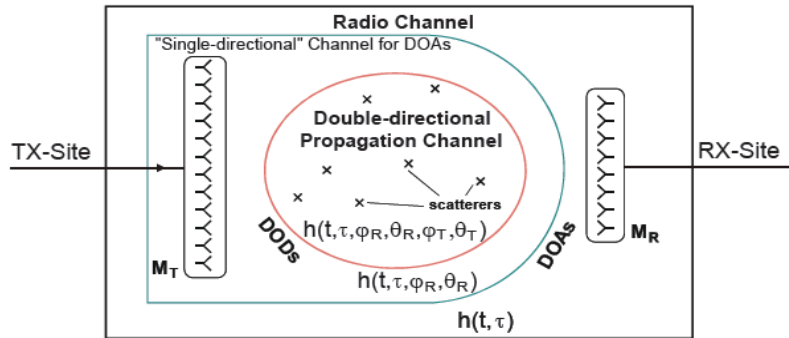 Radio Channel
"Single-directional" Channel for DOAs
Double-directional
Propagation Channel
TX-Site
RX-Site
scatterers
h(t,τ,φR,θR,φT,θT)
DODs
DOAs
MT
MR
h(t,τ,φR,θR)
h(t,τ)